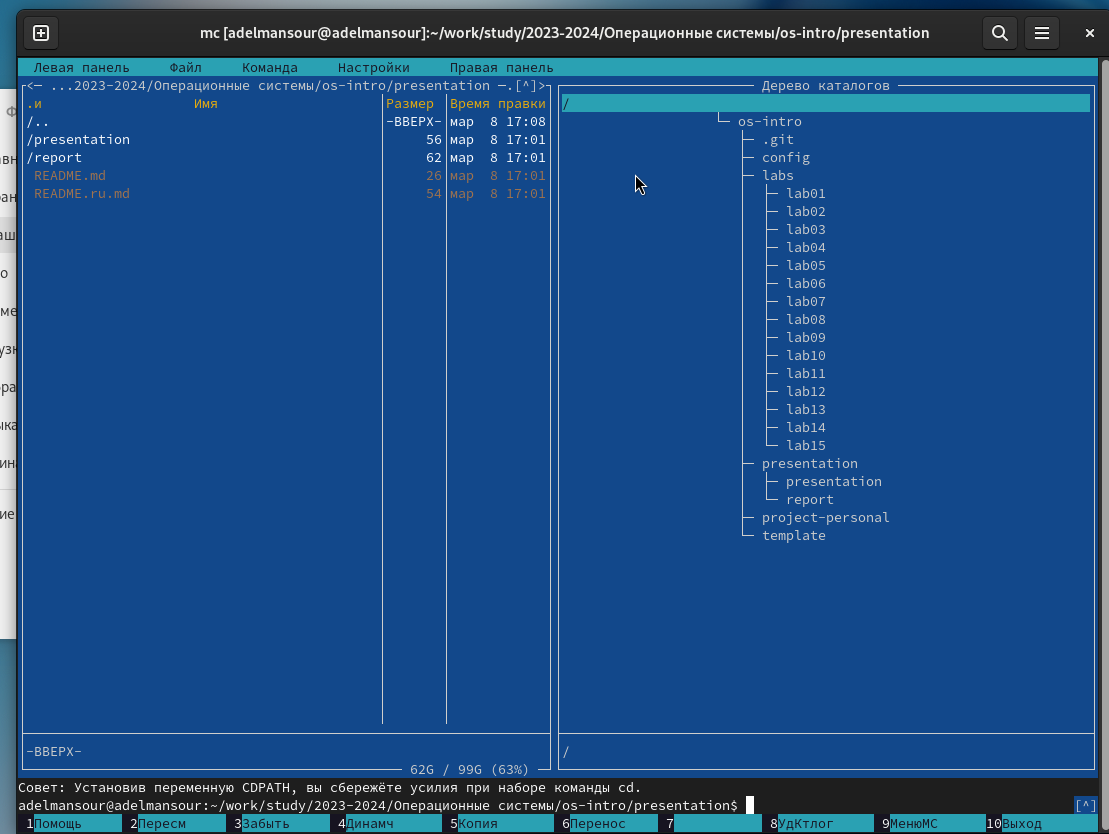 mc [adelmansour@adelmansour]:~/work/study/2023-2024/Операционные системы/os-intro/presentation
Левая панель Файл Команда Настройки Правая панель
<— ...2023-2024/Операционные системы/os-intro/presentation —.[^]>
.и Имя Размер Время правки
/.. -ВВЕРХ- мар 8 17:08
/presentation 56 мар 8 17:01
/report 62 мар 8 17:01
README.md 26 мар 8 17:01
README.ru.md 54 мар 8 17:01
-ВВЕРХ-
62G / 99G (63%)
Дерево каталогов
/
os-intro
.git
config
labs
lab01
lab02
lab03
lab04
lab05
lab06
lab07
lab08
lab09
lab10
lab11
lab12
lab13
lab14
lab15
presentation
presentation
report
project-personal
template
/
Совет: Установив переменную CDPATH, вы сбережёте усилия при наборе команды cd.
adelmansour@adelmansour:~/work/study/2023-2024/Операционные системы/os-intro/presentation$ [^]
1Помощь 2Пересм 3Забыть 4Динамч 5Копия 6Перенос 7 8УдКтлог 9МенюMC 10Выход